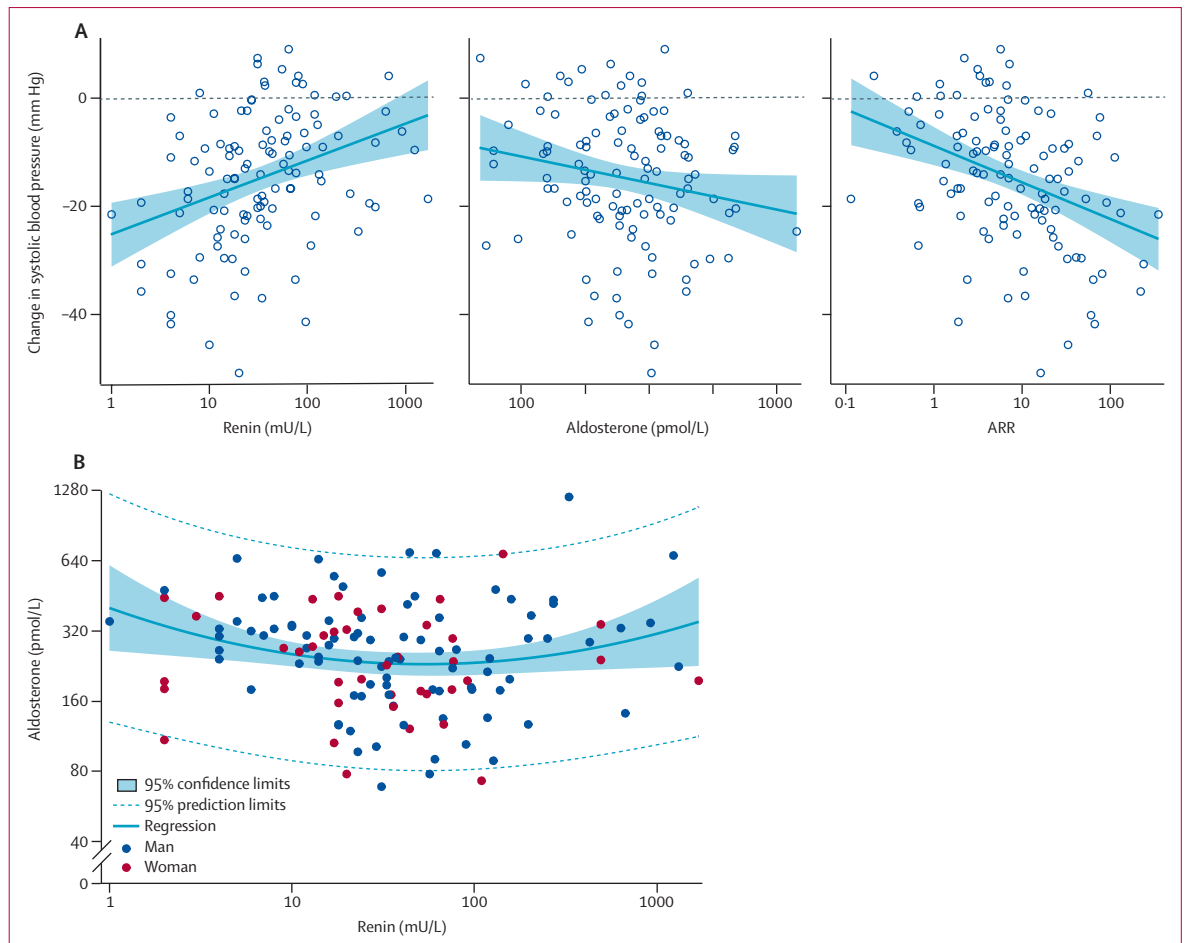 A
Change in systolic blood pressure (mm Hg)
0
–20
–40
1 10 100 1000
Renin (mU/L)
100 1000
Aldosterone (pmol/L)
0·1 1 10 100
ARR
B
Aldosterone (pmol/L)
1280
640
320
160
80
40
0
95% confidence limits
95% prediction limits
Regression
Man
Woman
1 10 100 1000
Renin (mU/L)